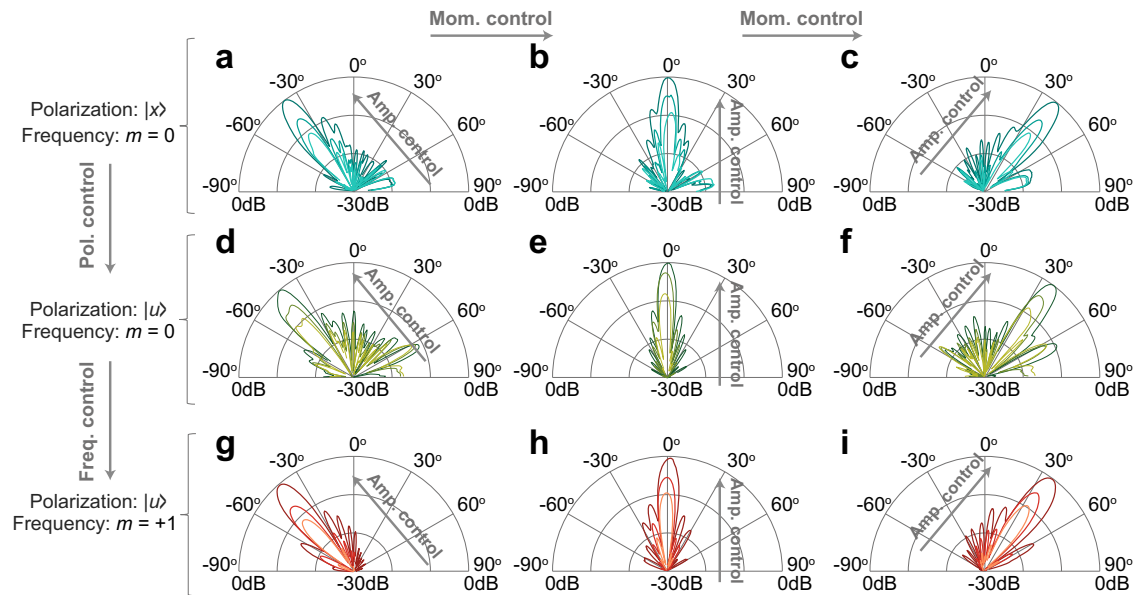 Mom. control Mom. control
a b c
0° 0° 0°
-30° 30° -30° 30° -30° 30°
Polarization: |x⟩
Frequency: m = 0
Amp. control Amp. control Amp. control
-60° 60° -60° 60° -60° 60°
-90° 90° -90° 90° -90° 90°
0dB -30dB 0dB 0dB -30dB 0dB 0dB -30dB 0dB
Pol. control
d e f
0° 0° 0°
-30° 30° -30° 30° -30° 30°
Polarization: |u⟩
Frequency: m = 0
Amp. control Amp. control Amp. control
-60° 60° -60° 60° -60° 60°
-90° 90° -90° 90° -90° 90°
0dB -30dB 0dB 0dB -30dB 0dB 0dB -30dB 0dB
Freq. control
g h i
0° 0° 0°
-30° 30° -30° 30° -30° 30°
Polarization: |u⟩
Frequency: m = +1
Amp. control Amp. control Amp. control
-60° 60° -60° 60° -60° 60°
-90° 90° -90° 90° -90° 90°
0dB -30dB 0dB 0dB -30dB 0dB 0dB -30dB 0dB